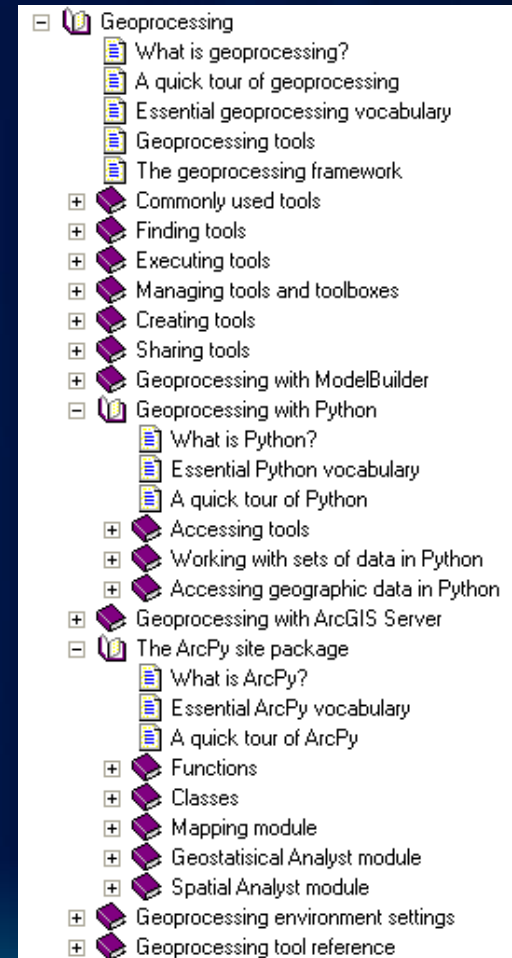 Geoprocessing
What is geoprocessing?
A quick tour of geoprocessing
Essential geoprocessing vocabulary
Geoprocessing tools
The geoprocessing framework
Commonly used tools
Finding tools
Executing tools
Managing tools and toolboxes
Creating tools
Sharing tools
Geoprocessing with ModelBuilder
Geoprocessing with Python
What is Python?
Essential Python vocabulary
A quick tour of Python
Accessing tools
Working with sets of data in Python
Accessing geographic data in Python
Geoprocessing with ArcGIS Server
The ArcPy site package
What is ArcPy?
Essential ArcPy vocabulary
A quick tour of ArcPy
Functions
Classes
Mapping module
Geostatisical Analyst module
Spatial Analyst module
Geoprocessing environment settings
Geoprocessing tool reference